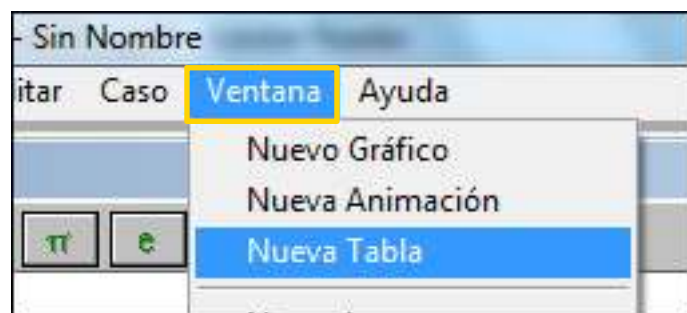 - Sin Nombre
itar Caso Ventana Ayuda
Nuevo Gráfico
Nueva Animación
π e Nueva Tabla